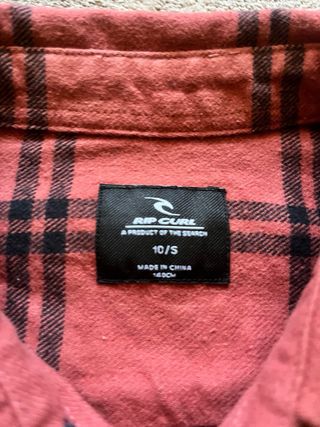 RIP CURL
A PRODUCT OF THE SEARCH
10/S
MADE IN CHINA
140CM